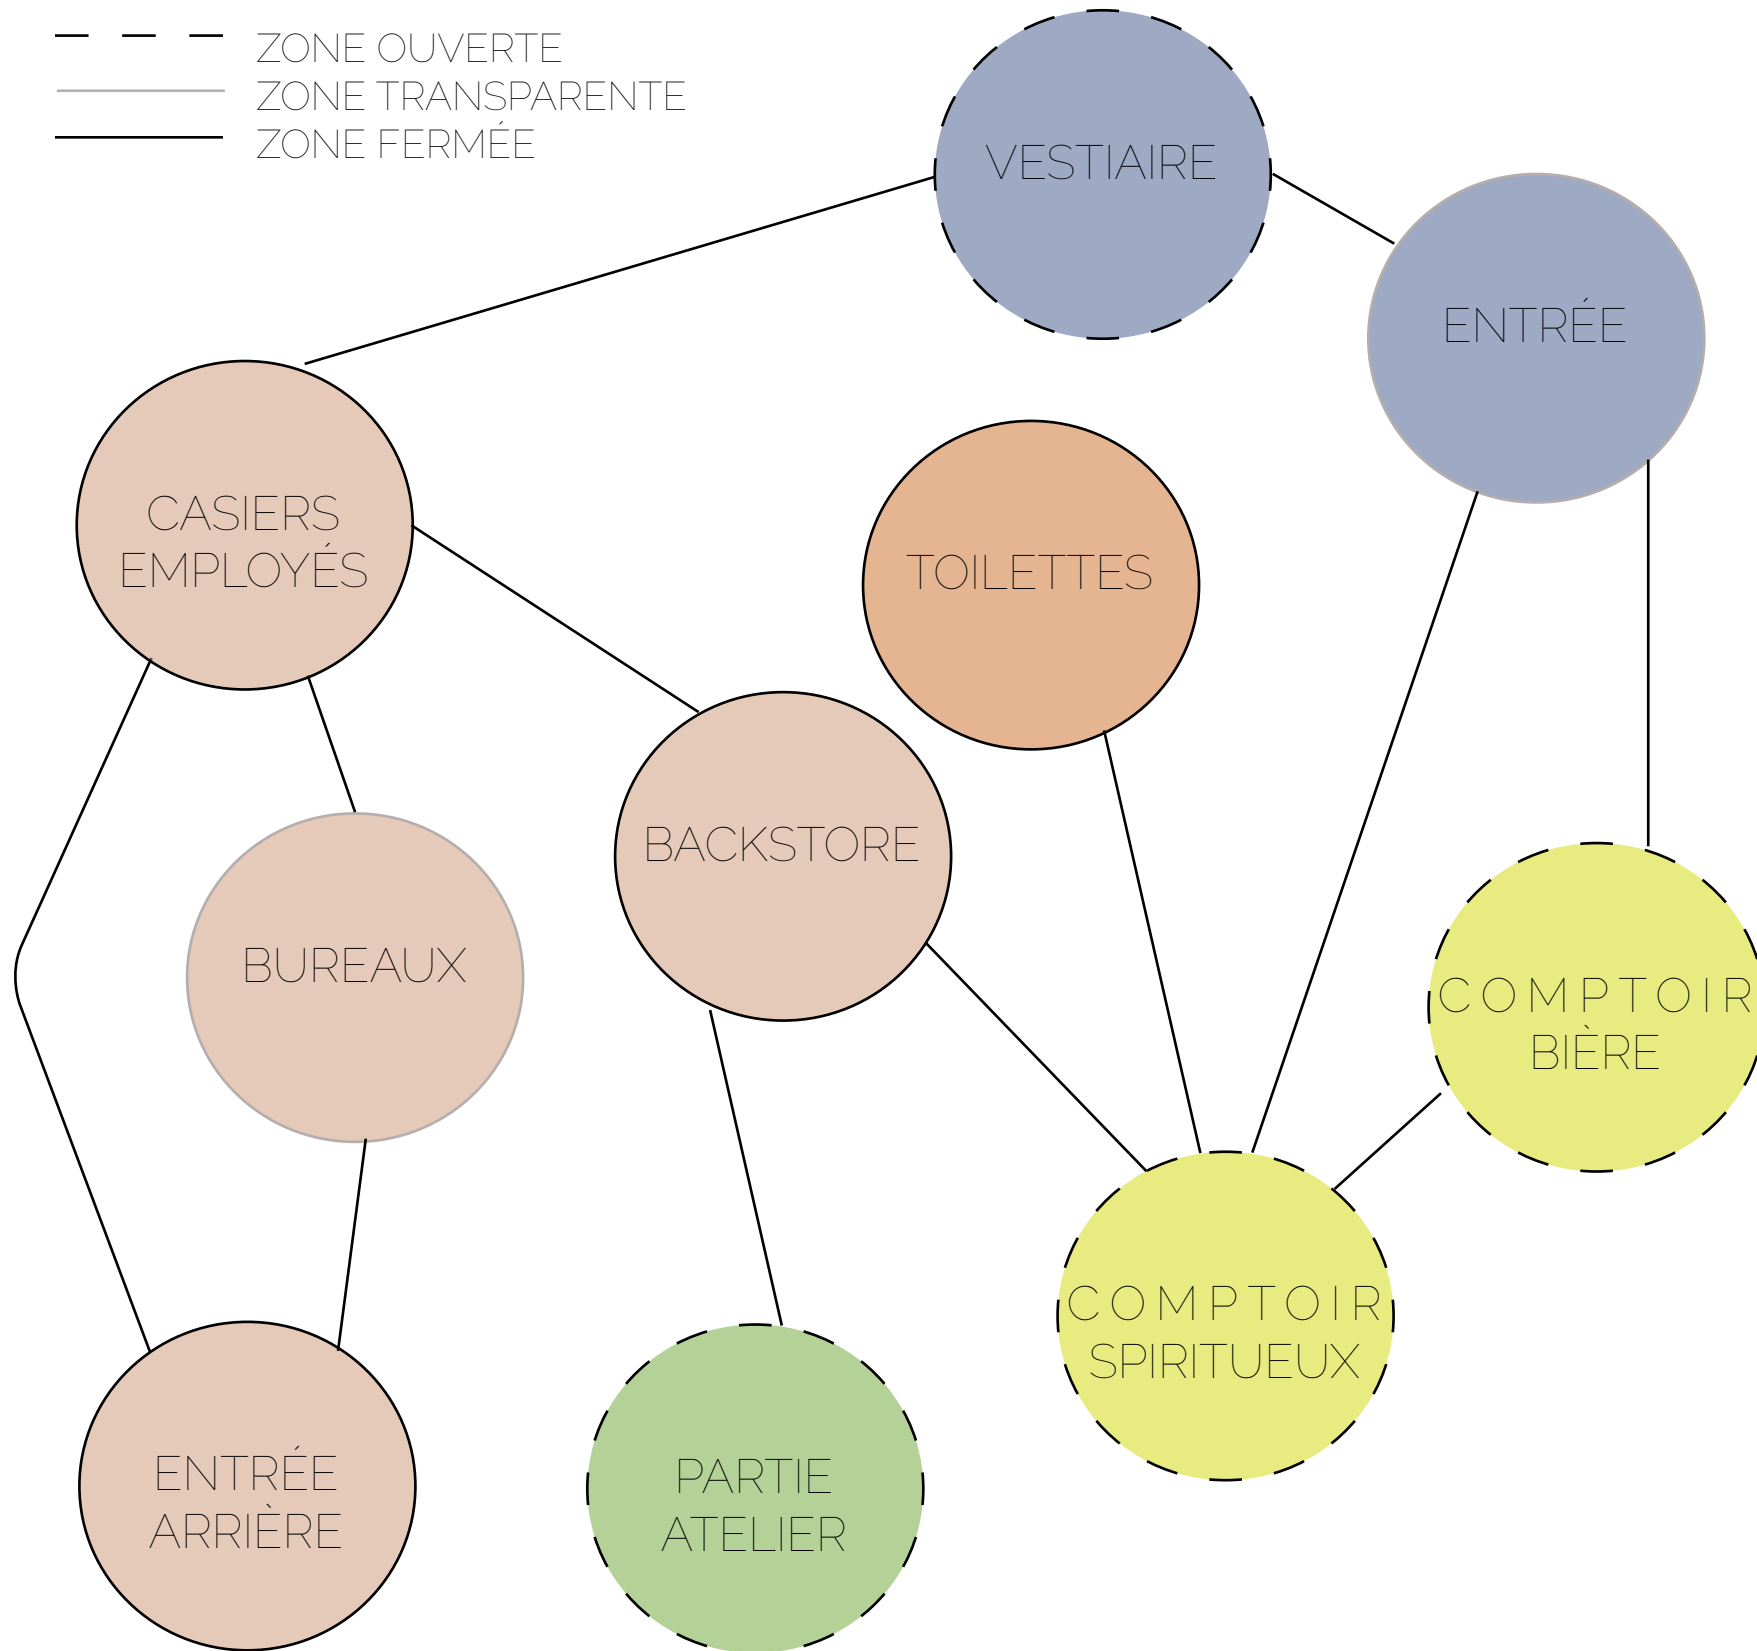 ZONE OUVERTE
ZONE TRANSPARENTE
ZONE FERMÉE
VESTIAIRE
ENTRÉE
CASIERS
EMPLOYÉS
TOILETTES
BACKSTORE
BUREAUX
COMPTOIR
BIÈRE
COMPTOIR
SPIRITUEUX
ENTRÉE
ARRIÈRE
PARTIE
ATELIER